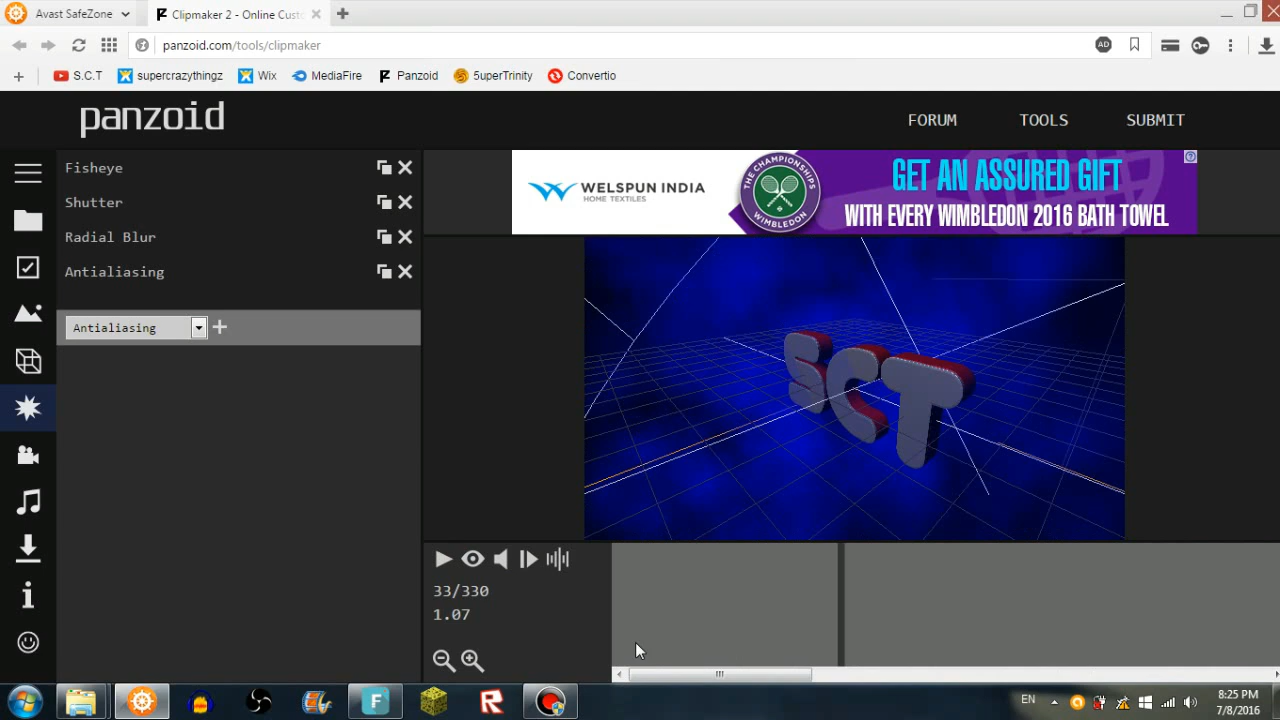 Avast SafeZone
Clipmaker 2 - Online Custo
panzoid.com/tools/clipmaker
AD
S.C.T
supercrazythingz
Wix
MediaFire
Panzoid
5uperTrinity
Convertio
panzoid
FORUM
TOOLS
SUBMIT
Fisheye
Shutter
Radial Blur
Antialiasing
Antialiasing
WELSPUN INDIA
HOME TEXTILES
THE CHAMPIONSHIPS
WIMBLEDON
GET AN ASSURED GIFT
WITH EVERY WIMBLEDON 2016 BATH TOWEL
SCT
33/330
1.07
F
EN
8:25 PM
7/8/2016